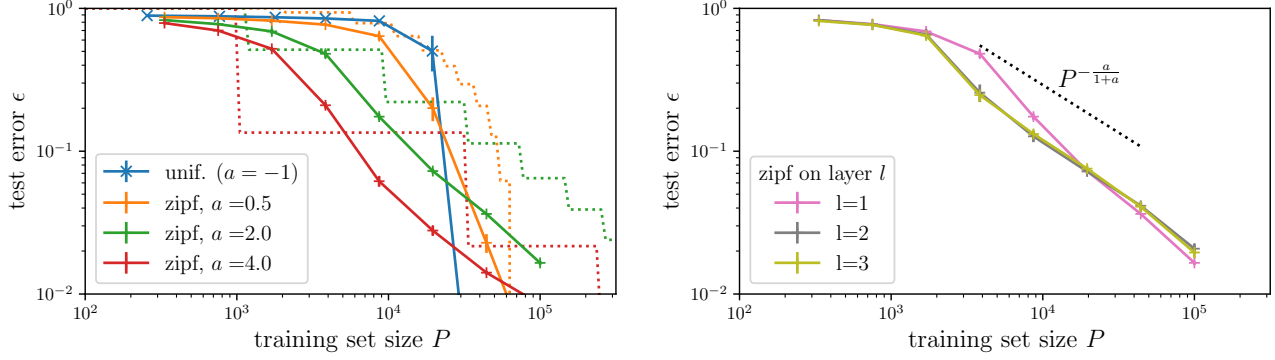 10^0
10^{-1}
10^{-2}
test error ϵ
unif. (a = −1)
zipf, a =0.5
zipf, a =2.0
zipf, a =4.0
10^2
10^3
10^4
10^5
training set size P
10^0
10^{-1}
10^{-2}
test error ϵ
P^{-\frac{a}{1+a}}
zipf on layer l
l=1
l=2
l=3
10^2
10^3
10^4
10^5
training set size P